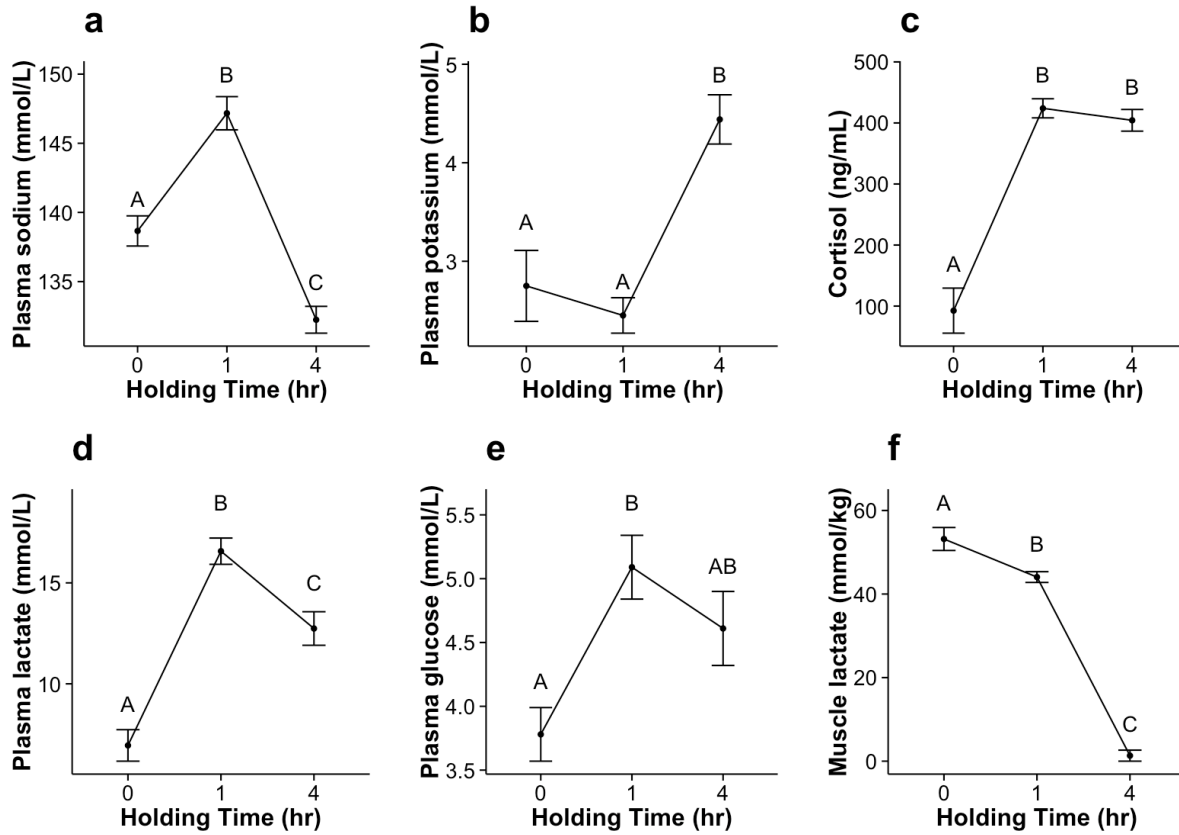 a
Plasma sodium (mmol/L)
150
145
140
135
A
B
C
0 1 4
Holding Time (hr)
b
Plasma potassium (mmol/L)
5
4
3
A
A
B
0 1 4
Holding Time (hr)
c
Cortisol (ng/mL)
500
400
300
200
100
A
B
B
0 1 4
Holding Time (hr)
d
Plasma lactate (mmol/L)
15
10
A
B
C
0 1 4
Holding Time (hr)
e
Plasma glucose (mmol/L)
5.5
5.0
4.5
4.0
3.5
A
B
AB
0 1 4
Holding Time (hr)
f
Muscle lactate (mmol/kg)
60
40
20
0
A
B
C
0 1 4
Holding Time (hr)